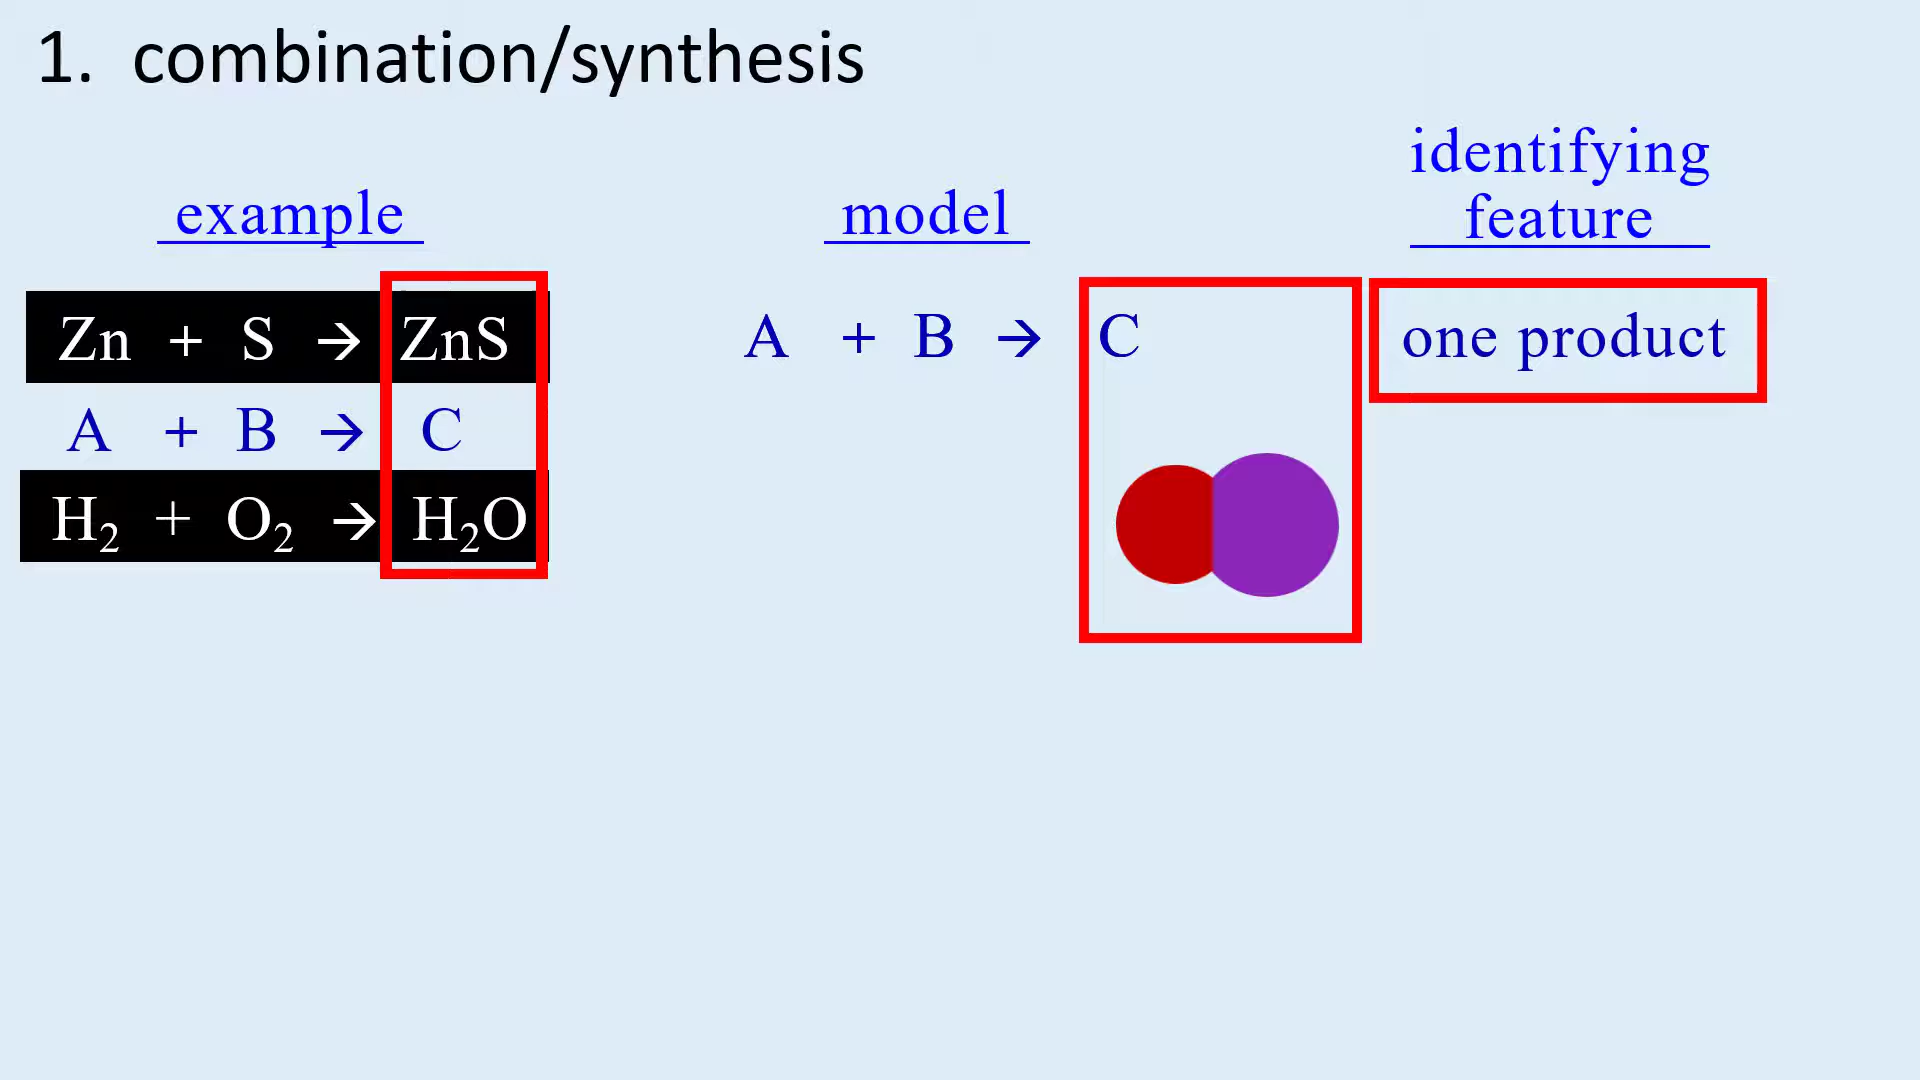 1. combination/synthesis
example
model
identifying
feature
Zn + S → ZnS
A + B → C
H₂ + O₂ → H₂O
A + B → C
one product